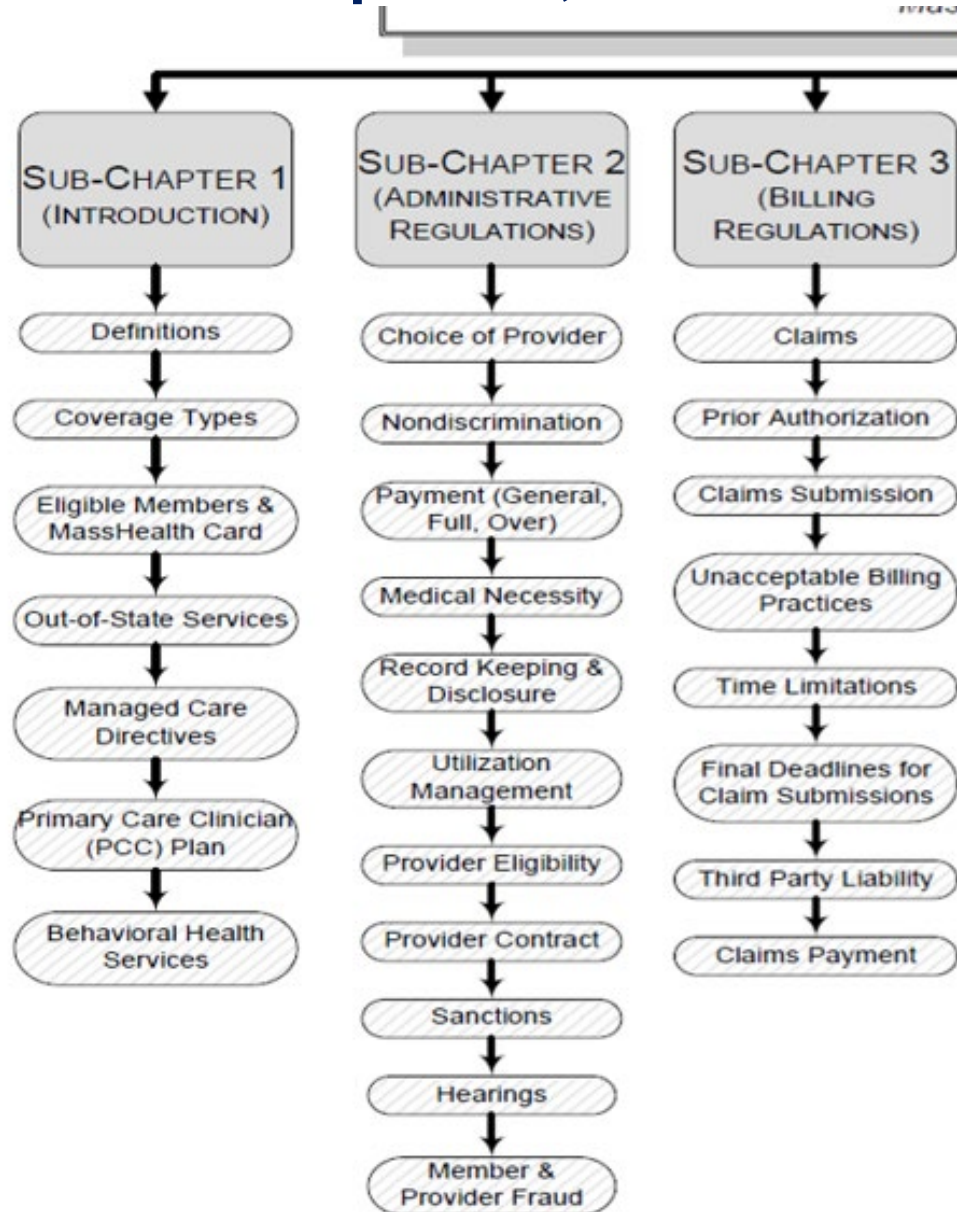 SUB-CHAPTER 1
(INTRODUCTION)
Definitions
Coverage Types
Eligible Members &
MassHealth Card
Out-of-State Services
Managed Care
Directives
Primary Care Clinician
(PCC) Plan
Behavioral Health
Services
SUB-CHAPTER 2
(ADMINISTRATIVE
REGULATIONS)
Choice of Provider
Nondiscrimination
Payment (General,
Full, Over)
Medical Necessity
Record Keeping &
Disclosure
Utilization
Management
Provider Eligibility
Provider Contract
Sanctions
Hearings
Member &
Provider Fraud
SUB-CHAPTER 3
(BILLING
REGULATIONS)
Claims
Prior Authorization
Claims Submission
Unacceptable Billing
Practices
Time Limitations
Final Deadlines for
Claim Submissions
Third Party Liability
Claims Payment